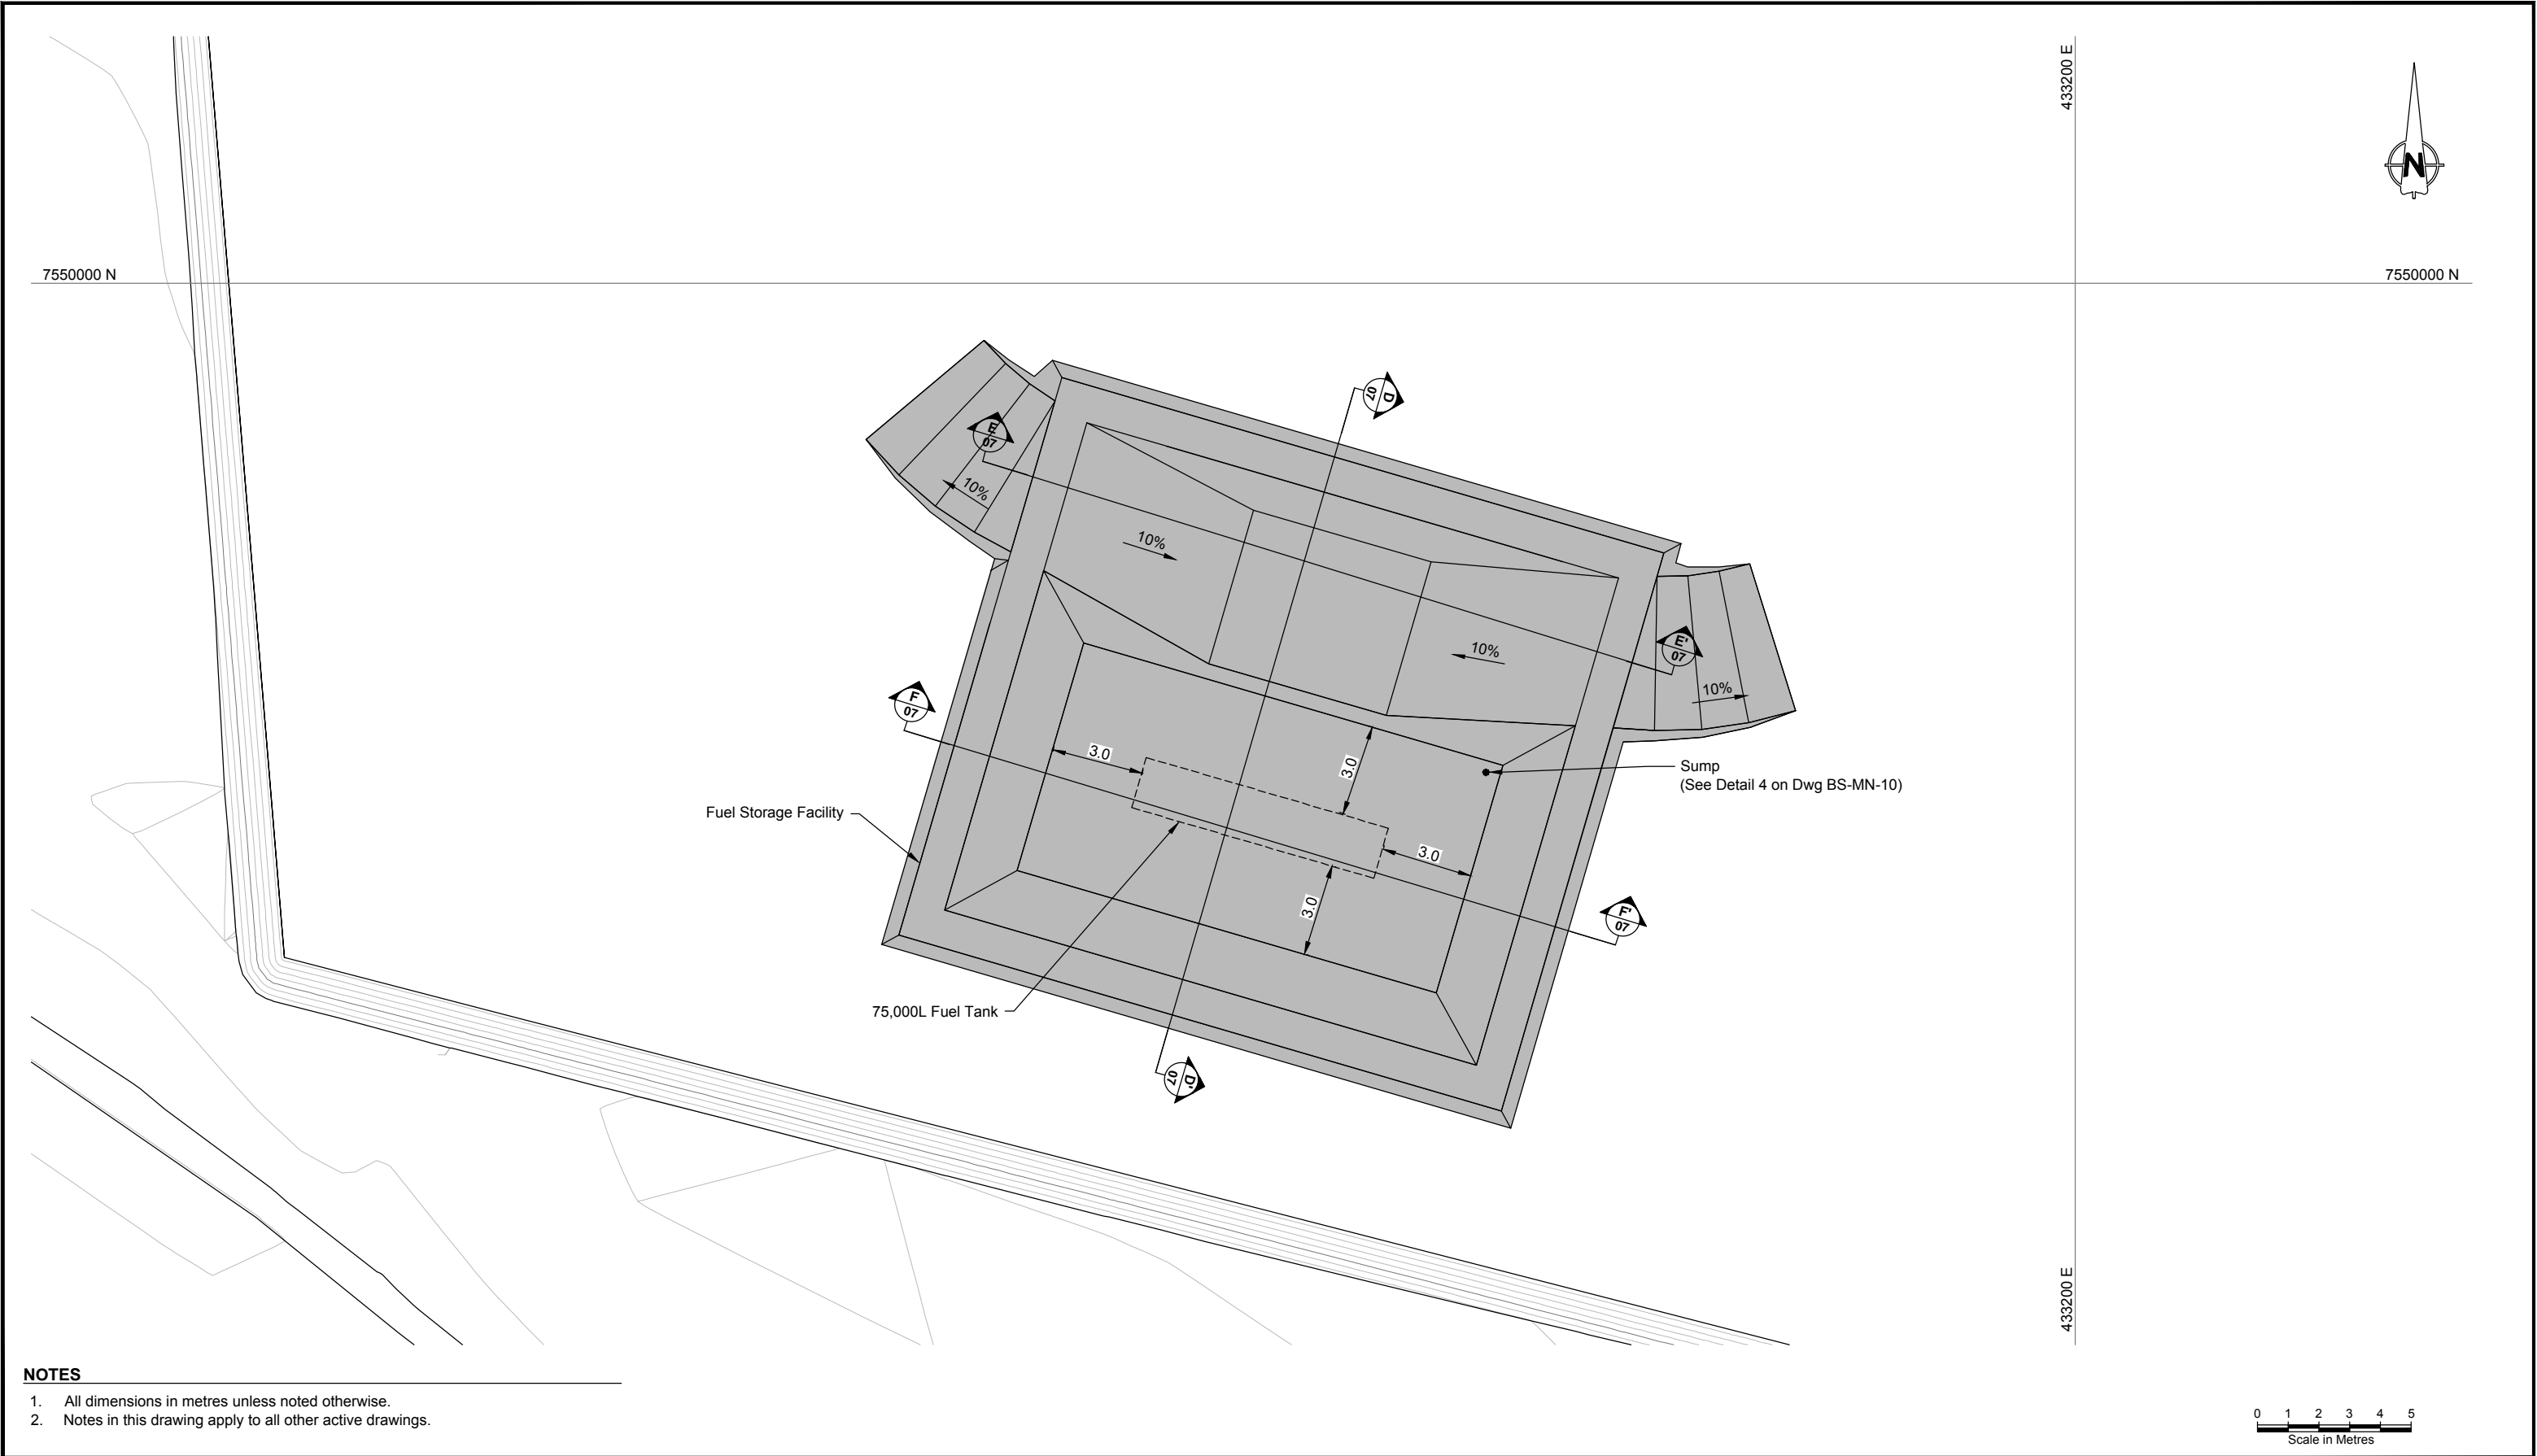 433200 E
N
7550000 N
7550000 N
D
07
E
07
10%
10%
10%
E'
07
10%
F
07
3.0
3.0
Sump
(See Detail 4 on Dwg BS-MN-10)
Fuel Storage Facility
3.0
3.0
F'
07
75,000L Fuel Tank
D'
07
433200 E
NOTES
1. All dimensions in metres unless noted otherwise.
2. Notes in this drawing apply to all other active drawings.
0 1 2 3 4 5
Scale in Metres